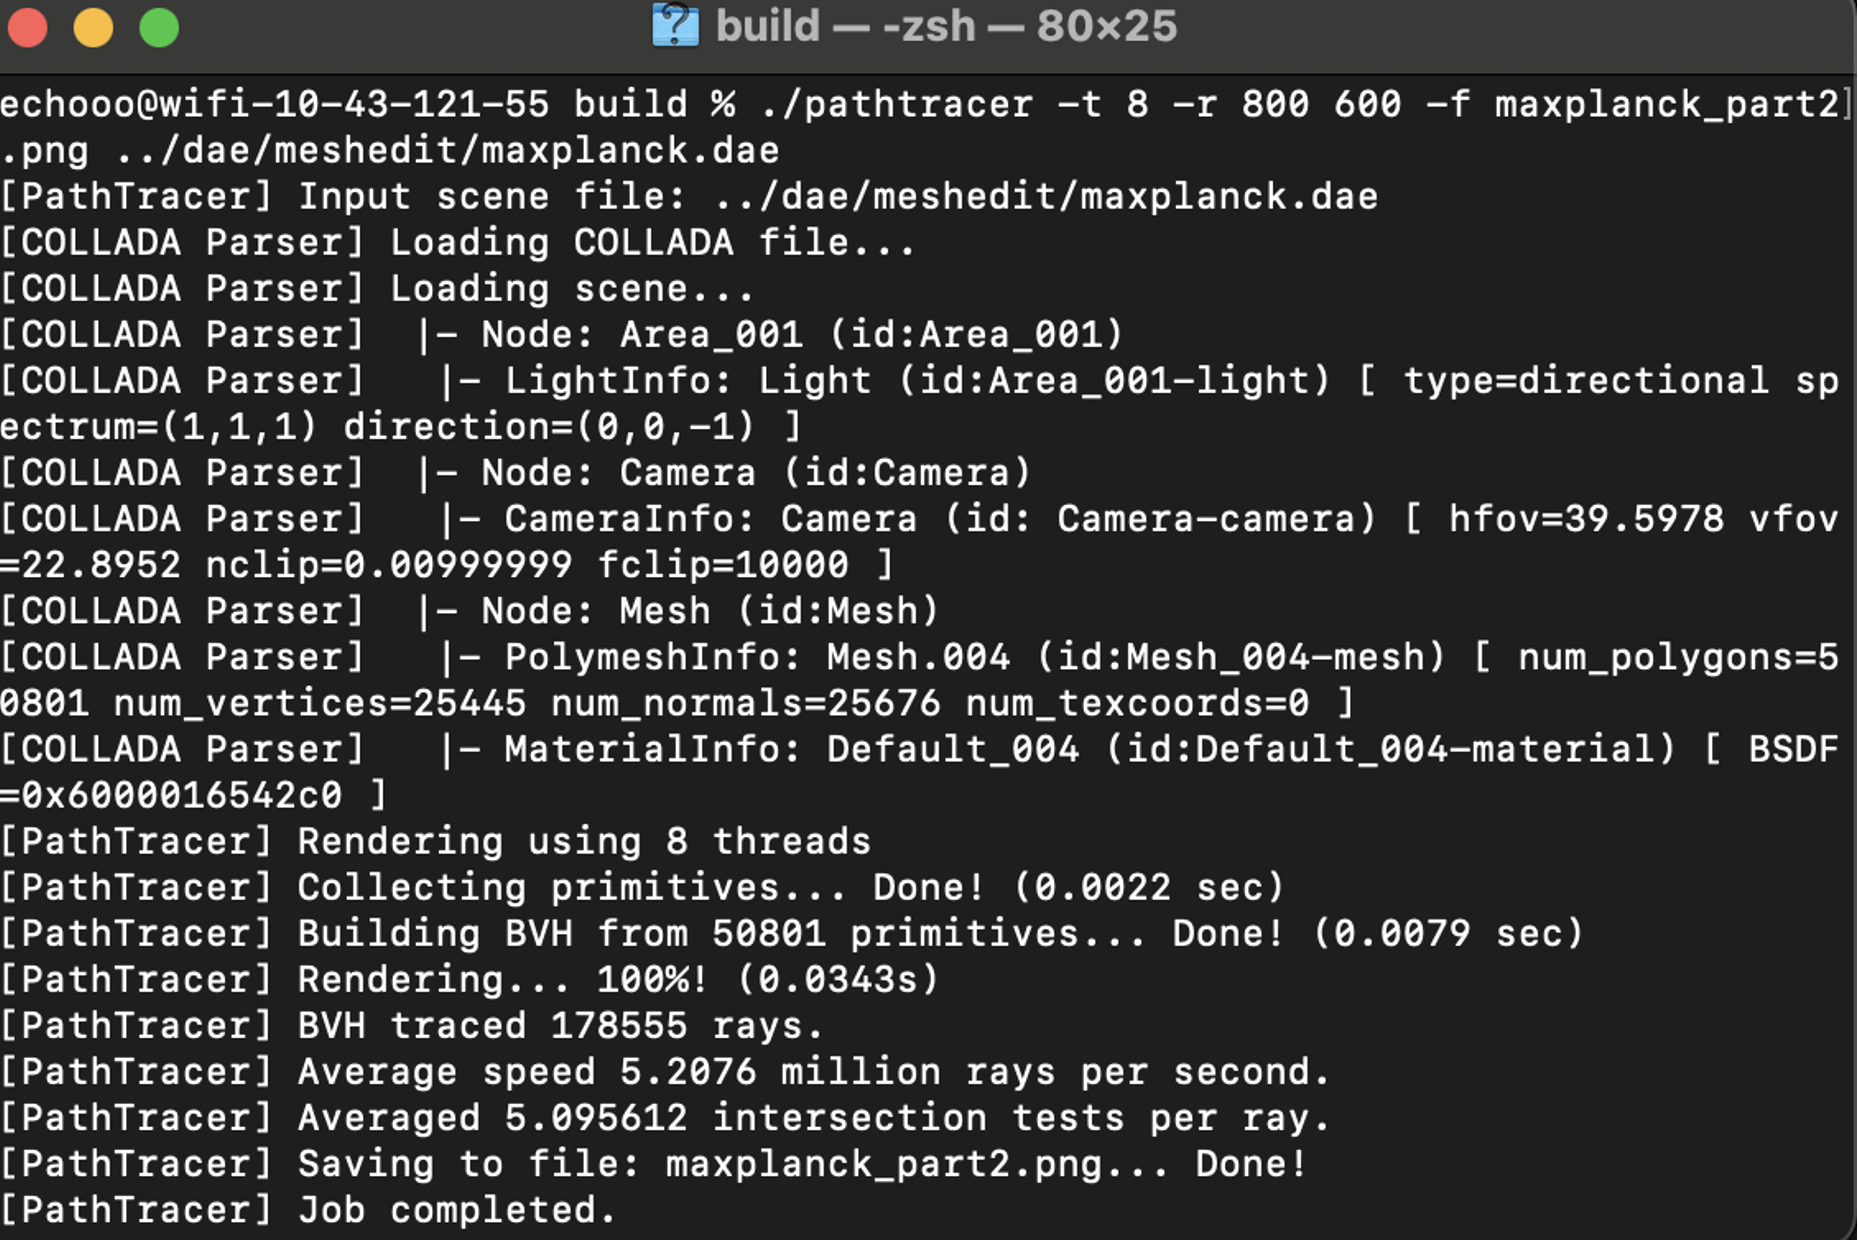 build — -zsh — 80×25
echooo@wifi-10-43-121-55 build % ./pathtracer -t 8 -r 800 600 -f maxplanck_part2]
.png ../dae/meshedit/maxplanck.dae
[PathTracer] Input scene file: ../dae/meshedit/maxplanck.dae
[COLLADA Parser] Loading COLLADA file...
[COLLADA Parser] Loading scene...
[COLLADA Parser]  |- Node: Area_001 (id:Area_001)
[COLLADA Parser]   |- LightInfo: Light (id:Area_001-light) [ type=directional sp
ectrum=(1,1,1) direction=(0,0,-1) ]
[COLLADA Parser]  |- Node: Camera (id:Camera)
[COLLADA Parser]   |- CameraInfo: Camera (id: Camera-camera) [ hfov=39.5978 vfov
=22.8952 nclip=0.00999999 fclip=10000 ]
[COLLADA Parser]  |- Node: Mesh (id:Mesh)
[COLLADA Parser]   |- PolymeshInfo: Mesh.004 (id:Mesh_004-mesh) [ num_polygons=5
0801 num_vertices=25445 num_normals=25676 num_texcoords=0 ]
[COLLADA Parser]   |- MaterialInfo: Default_004 (id:Default_004-material) [ BSDF
=0x6000016542c0 ]
[PathTracer] Rendering using 8 threads
[PathTracer] Collecting primitives... Done! (0.0022 sec)
[PathTracer] Building BVH from 50801 primitives... Done! (0.0079 sec)
[PathTracer] Rendering... 100%! (0.0343s)
[PathTracer] BVH traced 178555 rays.
[PathTracer] Average speed 5.2076 million rays per second.
[PathTracer] Averaged 5.095612 intersection tests per ray.
[PathTracer] Saving to file: maxplanck_part2.png... Done!
[PathTracer] Job completed.